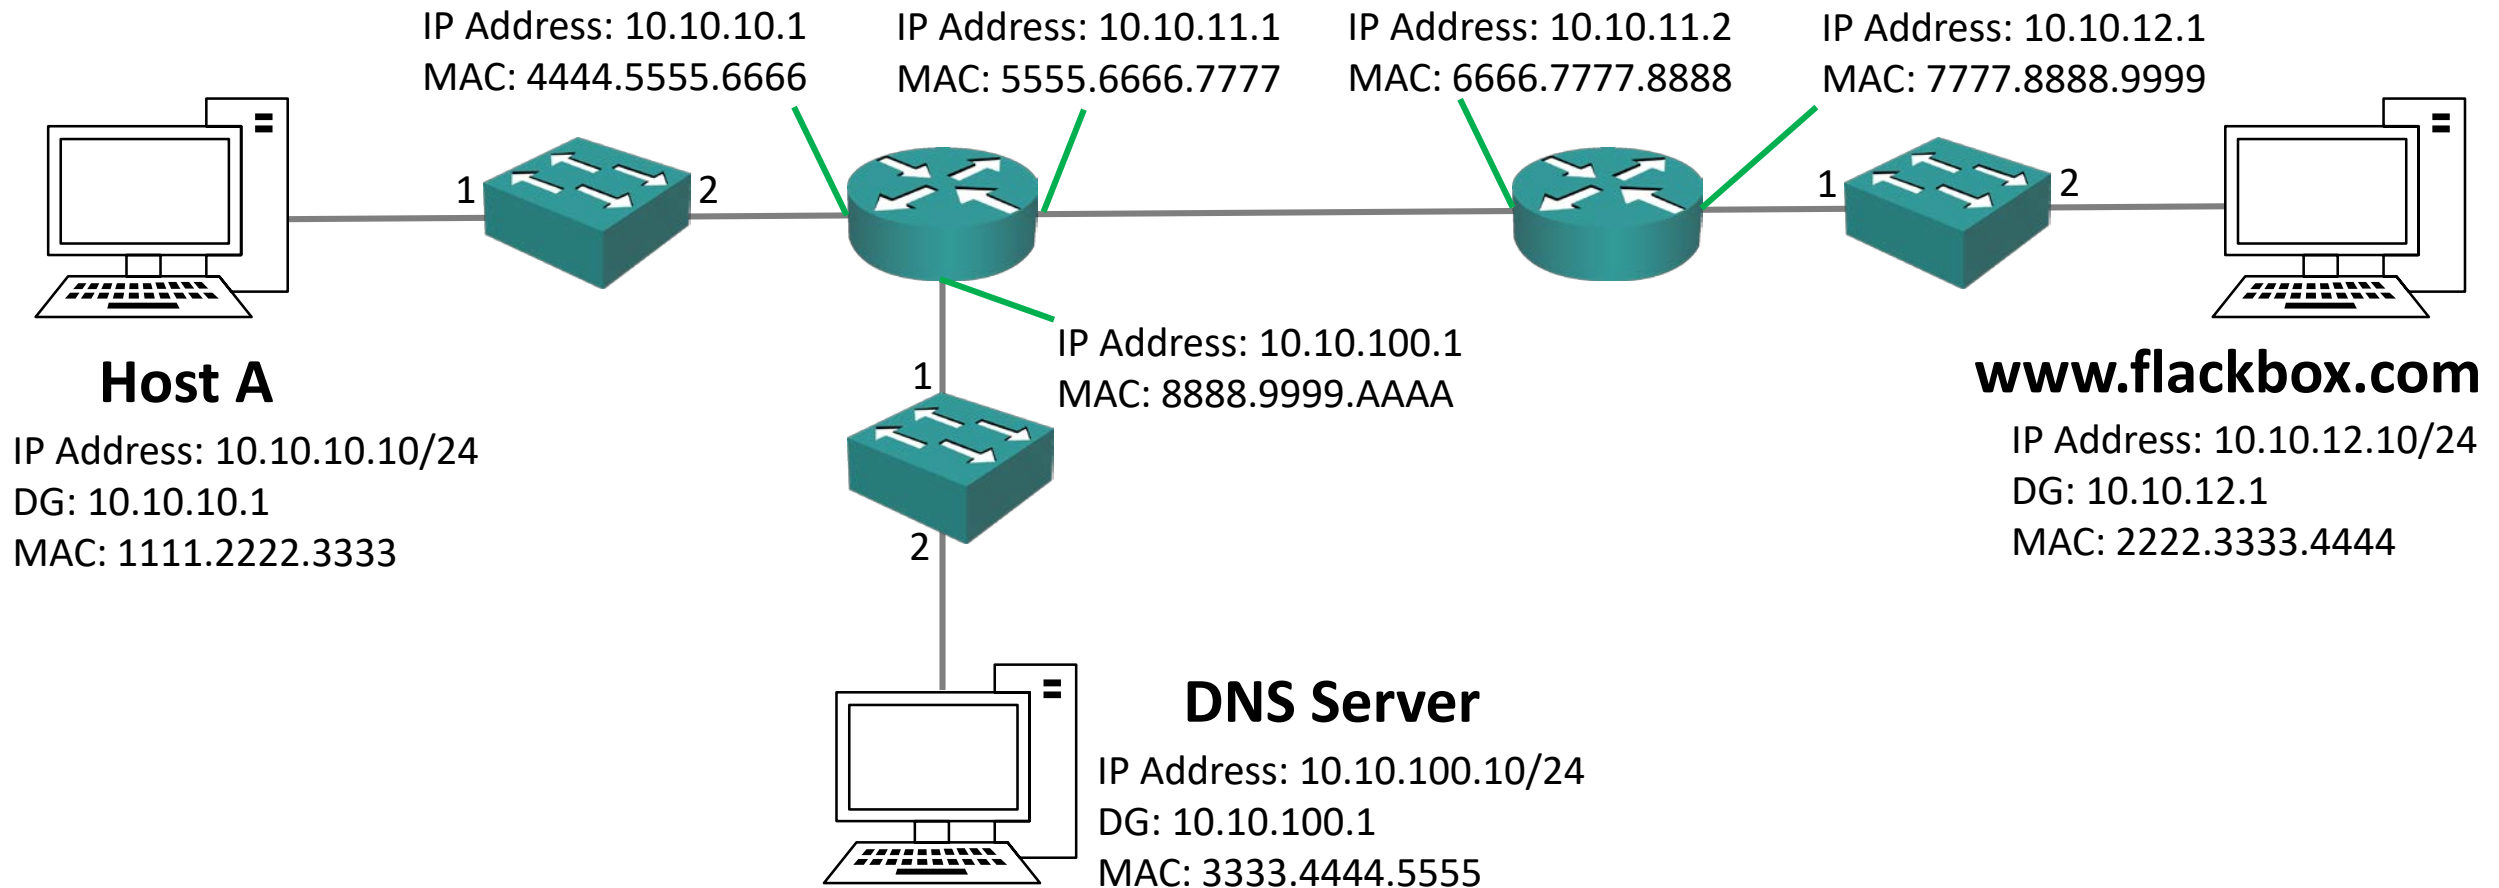 IP Address: 10.10.10.1
MAC: 4444.5555.6666
IP Address: 10.10.11.1
MAC: 5555.6666.7777
IP Address: 10.10.11.2
MAC: 6666.7777.8888
IP Address: 10.10.12.1
MAC: 7777.8888.9999
1
2
1
2
IP Address: 10.10.100.1
MAC: 8888.9999.AAAA
1
2
Host A
IP Address: 10.10.10.10/24
DG: 10.10.10.1
MAC: 1111.2222.3333
www.flackbox.com
IP Address: 10.10.12.10/24
DG: 10.10.12.1
MAC: 2222.3333.4444
DNS Server
IP Address: 10.10.100.10/24
DG: 10.10.100.1
MAC: 3333.4444.5555